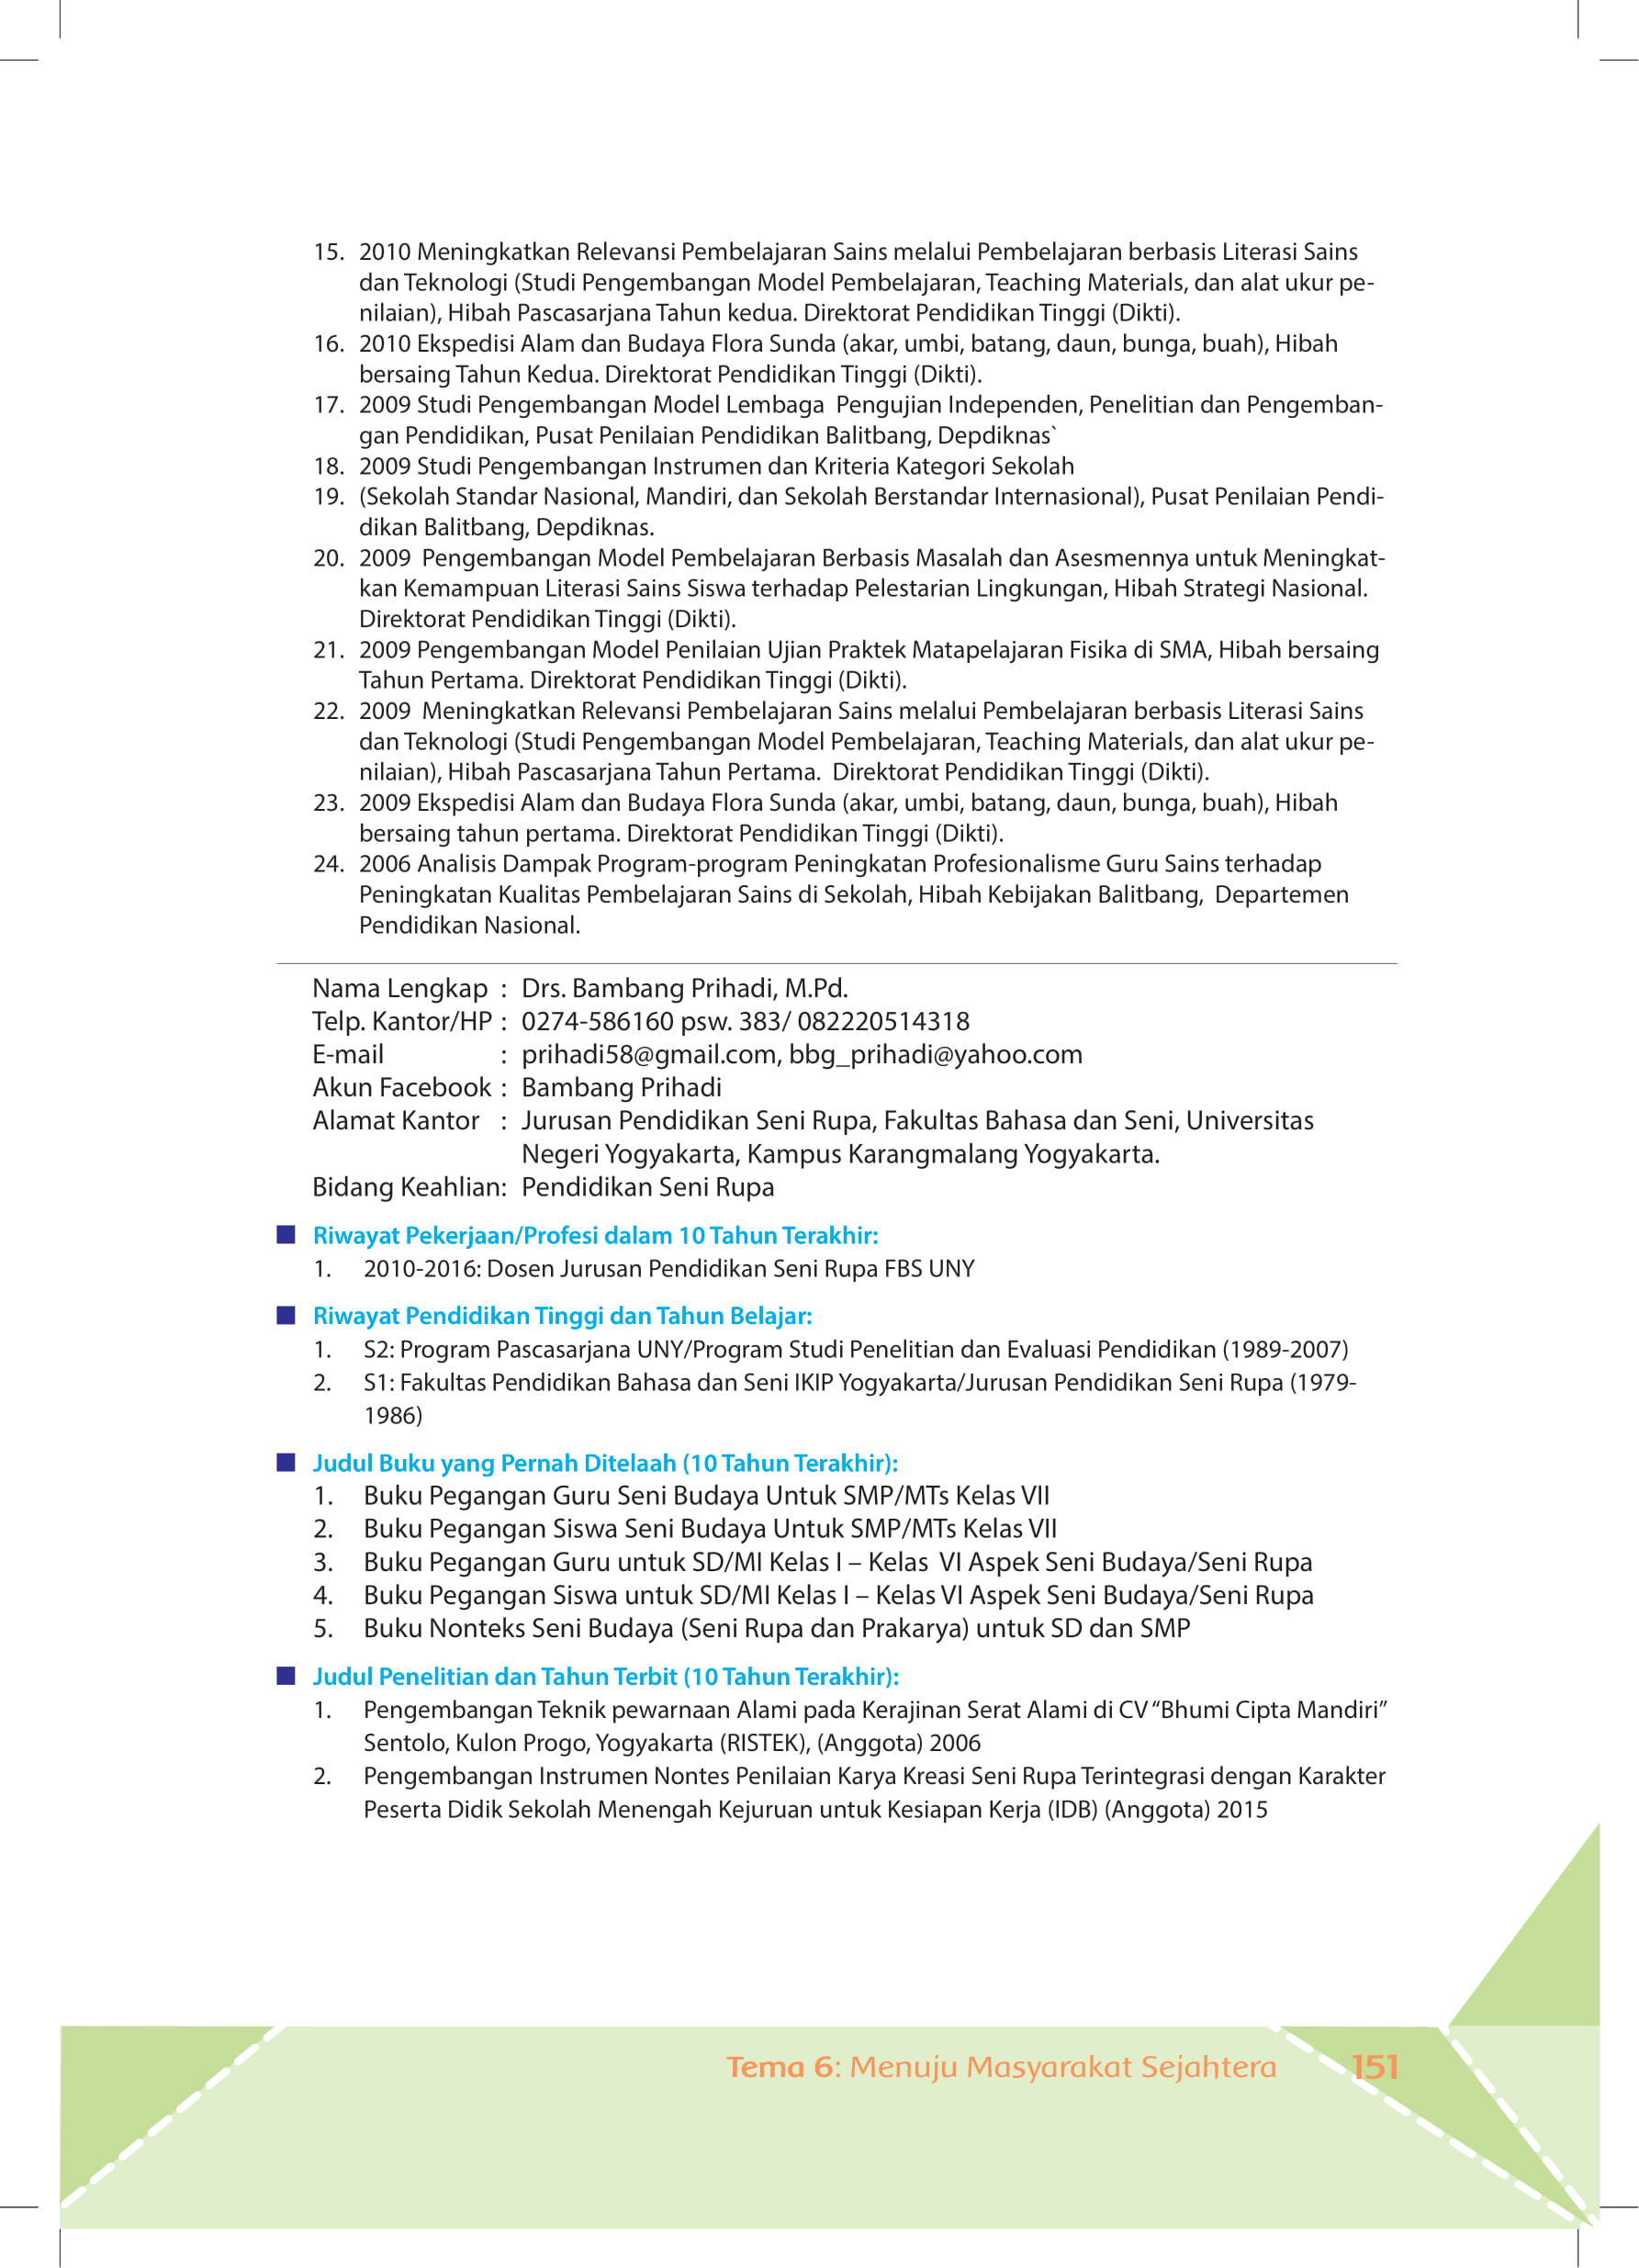 15. 2010 Meningkatkan Relevansi Pembelajaran Sains melalui Pembelajaran berbasis Literasi Sains
dan Teknologi (Studi Pengembangan Model Pembelajaran, Teaching Materials, dan alat ukur pe-
nilaian), Hibah Pascasarjana Tahun kedua. Direktorat Pendidikan Tinggi (Dikti).
16. 2010 Ekspedisi Alam dan Budaya Flora Sunda (akar, umbi, batang, daun, bunga, buah), Hibah
bersaing Tahun Kedua. Direktorat Pendidikan Tinggi (Dikti).
17. 2009 Studi Pengembangan Model Lembaga Pengujian Independen, Penelitian dan Pengemban-
gan Pendidikan, Pusat Penilaian Pendidikan Balitbang, Depdiknas`
18. 2009 Studi Pengembangan Instrumen dan Kriteria Kategori Sekolah
19. (Sekolah Standar Nasional, Mandiri, dan Sekolah Berstandar Internasional), Pusat Penilaian Pendi-
dikan Balitbang, Depdiknas.
20. 2009 Pengembangan Model Pembelajaran Berbasis Masalah dan Asesmennya untuk Meningkat-
kan Kemampuan Literasi Sains Siswa terhadap Pelestarian Lingkungan, Hibah Strategi Nasional.
Direktorat Pendidikan Tinggi (Dikti).
21. 2009 Pengembangan Model Penilaian Ujian Praktek Matapelajaran Fisika di SMA, Hibah bersaing
Tahun Pertama. Direktorat Pendidikan Tinggi (Dikti).
22. 2009 Meningkatkan Relevansi Pembelajaran Sains melalui Pembelajaran berbasis Literasi Sains
dan Teknologi (Studi Pengembangan Model Pembelajaran, Teaching Materials, dan alat ukur pe-
nilaian), Hibah Pascasarjana Tahun Pertama. Direktorat Pendidikan Tinggi (Dikti).
23. 2009 Ekspedisi Alam dan Budaya Flora Sunda (akar, umbi, batang, daun, bunga, buah), Hibah
bersaing tahun pertama. Direktorat Pendidikan Tinggi (Dikti).
24. 2006 Analisis Dampak Program-program Peningkatan Profesionalisme Guru Sains terhadap
Peningkatan Kualitas Pembelajaran Sains di Sekolah, Hibah Kebijakan Balitbang, Departemen
Pendidikan Nasional.
Nama Lengkap : Drs. Bambang Prihadi, M.Pd.
Telp. Kantor/HP : 0274-586160 psw. 383/ 082220514318
E-mail : prihadi58@gmail.com, bbg_prihadi@yahoo.com
Akun Facebook : Bambang Prihadi
Alamat Kantor : Jurusan Pendidikan Seni Rupa, Fakultas Bahasa dan Seni, Universitas
Negeri Yogyakarta, Kampus Karangmalang Yogyakarta.
Bidang Keahlian: Pendidikan Seni Rupa
Riwayat Pekerjaan/Profesi dalam 10 Tahun Terakhir:
1. 2010-2016: Dosen Jurusan Pendidikan Seni Rupa FBS UNY
Riwayat Pendidikan Tinggi dan Tahun Belajar:
1. S2: Program Pascasarjana UNY/Program Studi Penelitian dan Evaluasi Pendidikan (1989-2007)
2. S1: Fakultas Pendidikan Bahasa dan Seni IKIP Yogyakarta/Jurusan Pendidikan Seni Rupa (1979-
1986)
Judul Buku yang Pernah Ditelaah (10 Tahun Terakhir):
1. Buku Pegangan Guru Seni Budaya Untuk SMP/MTs Kelas VII
2. Buku Pegangan Siswa Seni Budaya Untuk SMP/MTs Kelas VII
3. Buku Pegangan Guru untuk SD/MI Kelas I – Kelas VI Aspek Seni Budaya/Seni Rupa
4. Buku Pegangan Siswa untuk SD/MI Kelas I – Kelas VI Aspek Seni Budaya/Seni Rupa
5. Buku Nonteks Seni Budaya (Seni Rupa dan Prakarya) untuk SD dan SMP
Judul Penelitian dan Tahun Terbit (10 Tahun Terakhir):
1. Pengembangan Teknik pewarnaan Alami pada Kerajinan Serat Alami di CV “Bhumi Cipta Mandiri”
Sentolo, Kulon Progo, Yogyakarta (RISTEK), (Anggota) 2006
2. Pengembangan Instrumen Nontes Penilaian Karya Kreasi Seni Rupa Terintegrasi dengan Karakter
Peserta Didik Sekolah Menengah Kejuruan untuk Kesiapan Kerja (IDB) (Anggota) 2015
Tema 6: Menuju Masyarakat Sejahtera 151